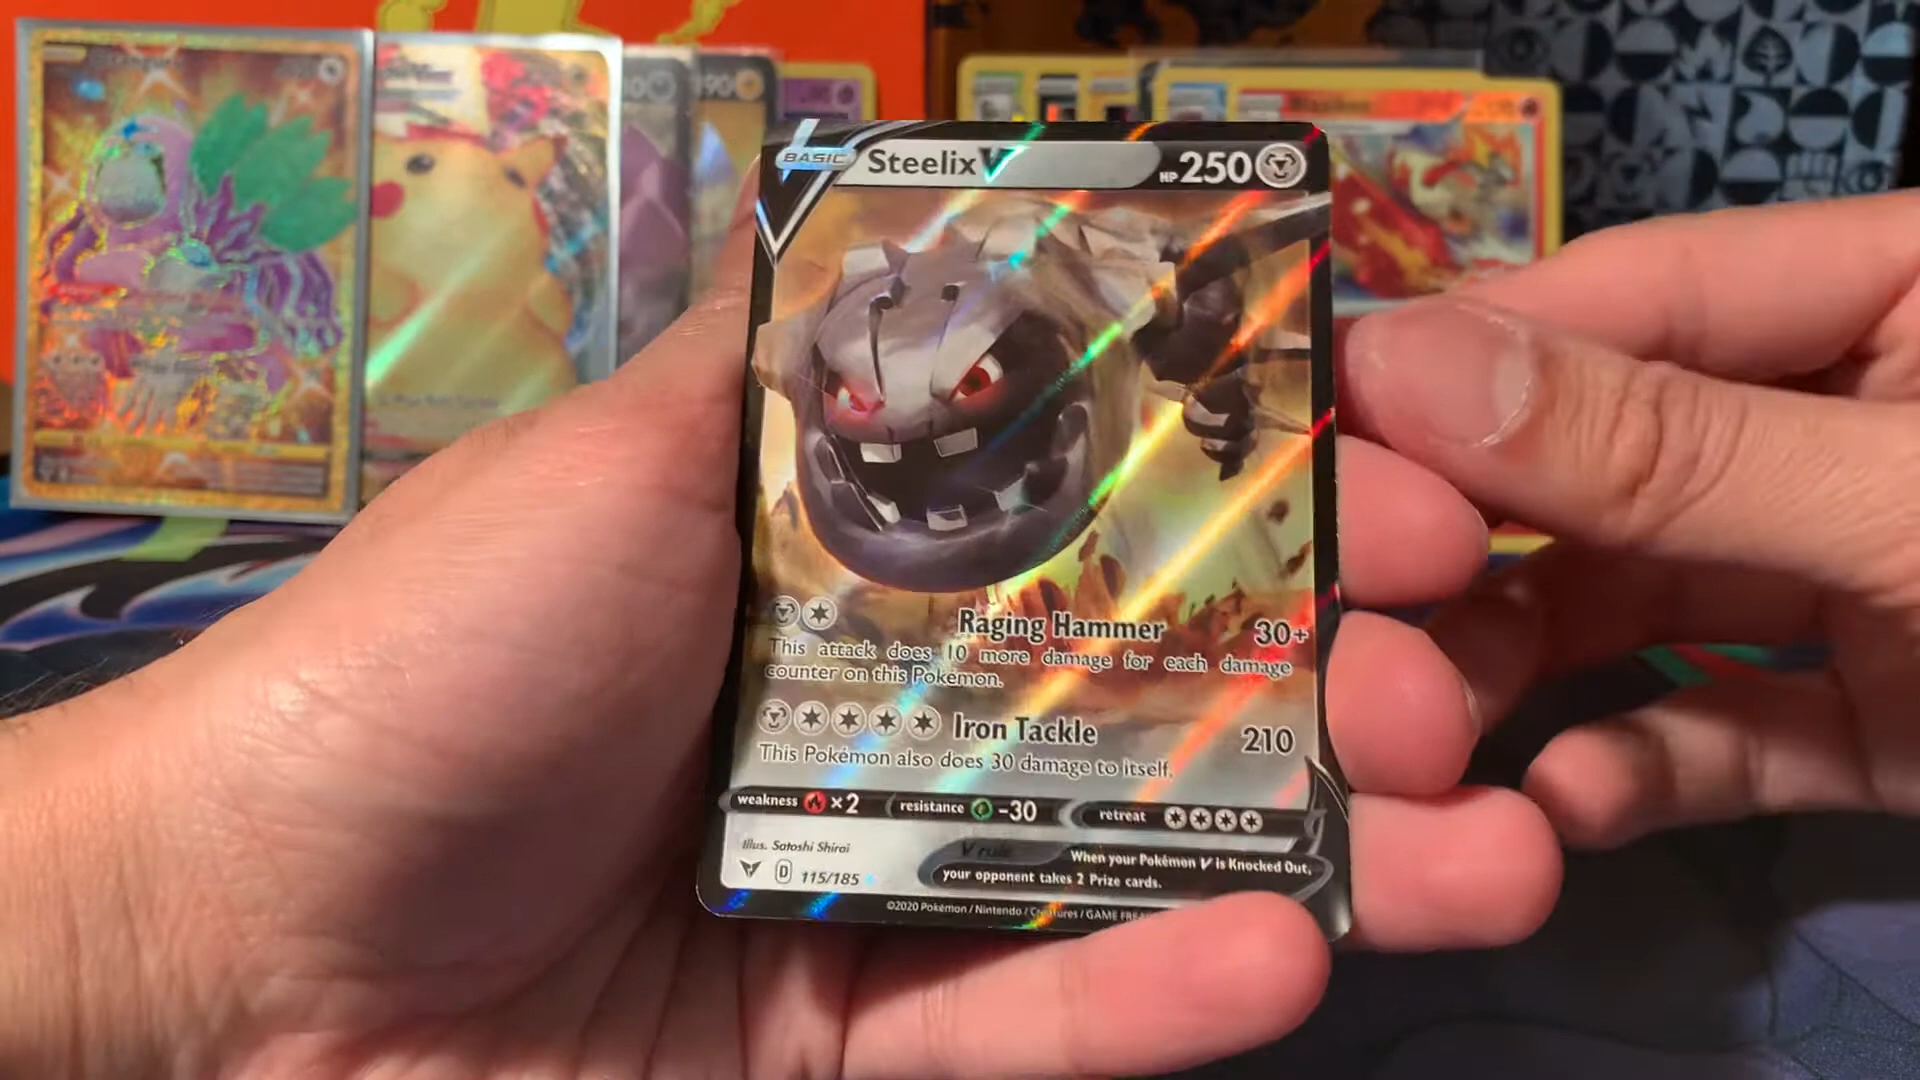 BASIC Steelix V HP 250
Raging Hammer 30+
This attack does 10 more damage for each damage
counter on this Pokémon.
Iron Tackle 210
This Pokémon also does 30 damage to itself.
weakness ×2 resistance -30 retreat
Illus. Satoshi Shirai
V rule When your Pokémon V is Knocked Out,
your opponent takes 2 Prize cards.
D 115/185
©2020 Pokémon / Nintendo / Creatures / GAME FREA